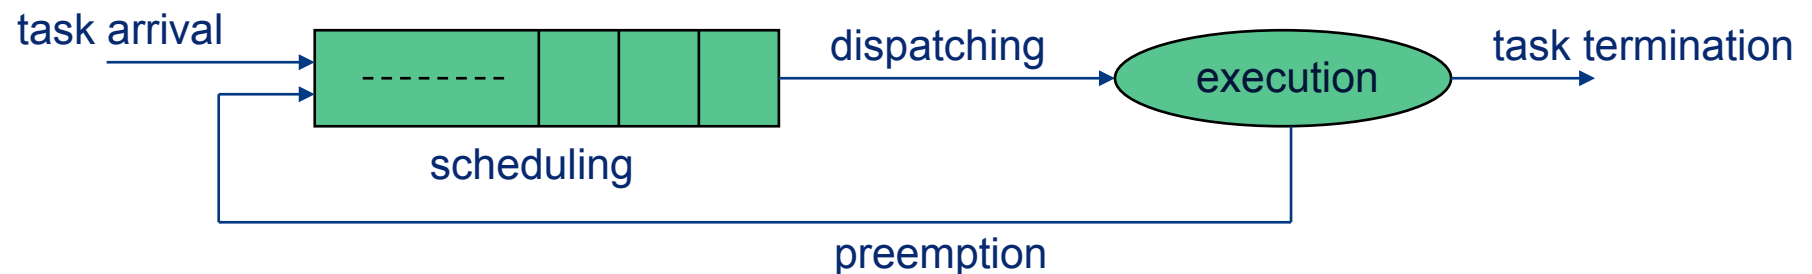 task arrival
dispatching
execution
task termination
scheduling
preemption